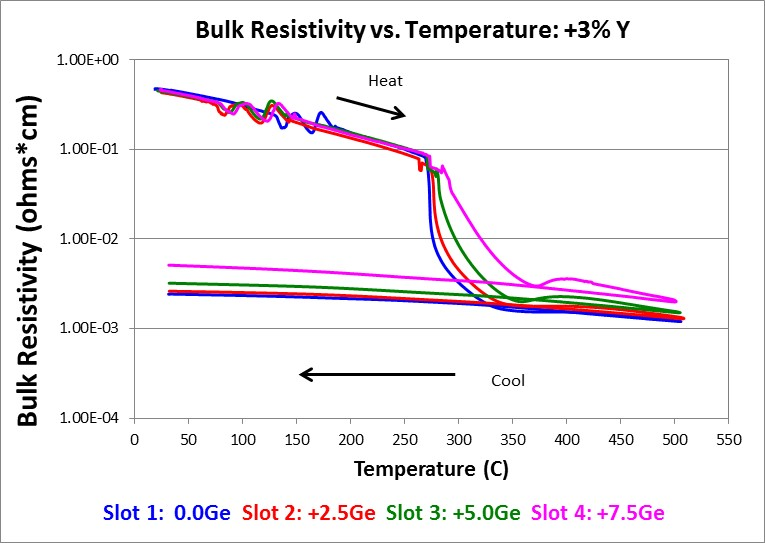 Bulk Resistivity vs. Temperature: +3% Y
1.00E+00
Heat
1.00E-01
1.00E-02
1.00E-03
Cool
1.00E-04
Bulk Resistivity (ohms*cm)
0 50 100 150 200 250 300 350 400 450 500 550
Temperature (C)
Slot 1: 0.0Ge Slot 2: +2.5Ge Slot 3: +5.0Ge Slot 4: +7.5Ge